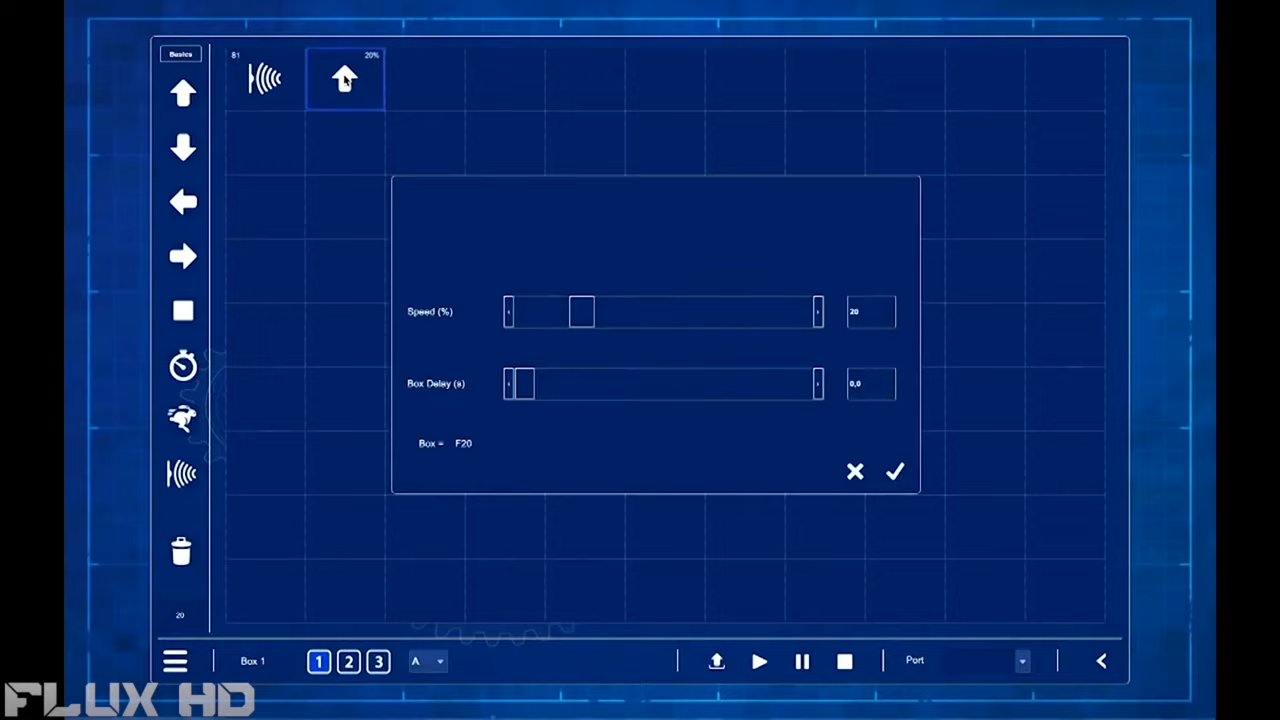 Basics
S1
20%
Speed (%)
20
Box Delay (s)
0,0
Box = F20
20
Box 1
1
2
3
A
Port
FLUX HD